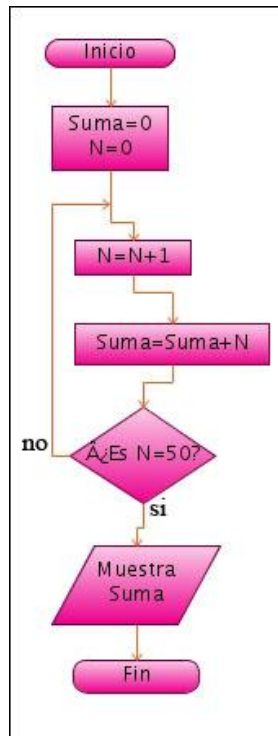 Inicio
Suma=0
N=0
N=N+1
Suma=Suma+N
no
Â¿Es N=50?
si
Muestra
Suma
Fin